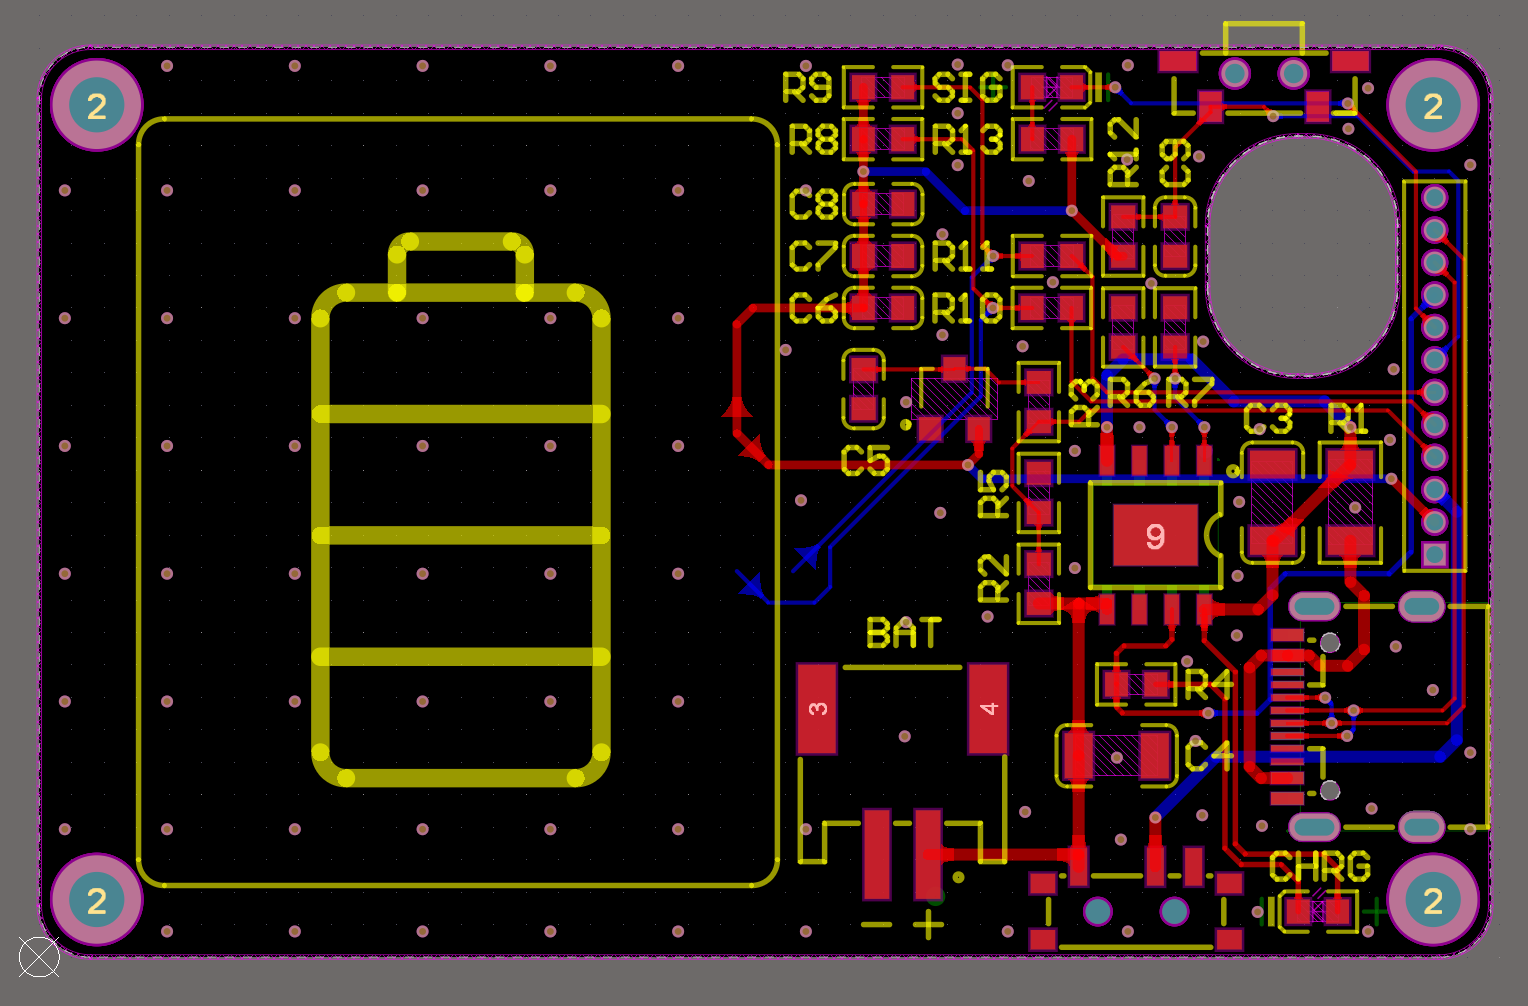 2
2
R9 SIG
R8 R13
R12 C9
C8
C7 R11
C6 R10
R3 R6 R7
C3 R1
C5
R5
9
R2
BAT
3 4
R4
C4
CHRG
2
2
− +